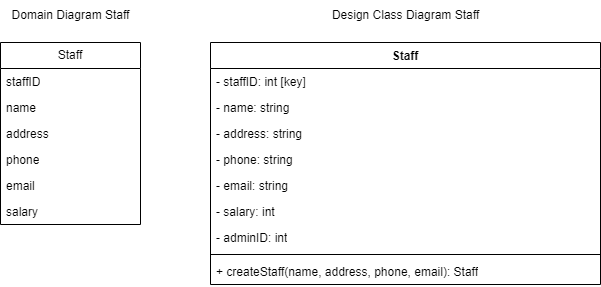 Domain Diagram Staff
Staff
staffID
name
address
phone
email
salary
Design Class Diagram Staff
Staff
- staffID: int [key]
- name: string
- address: string
- phone: string
- email: string
- salary: int
- adminID: int
+ createStaff(name, address, phone, email): Staff